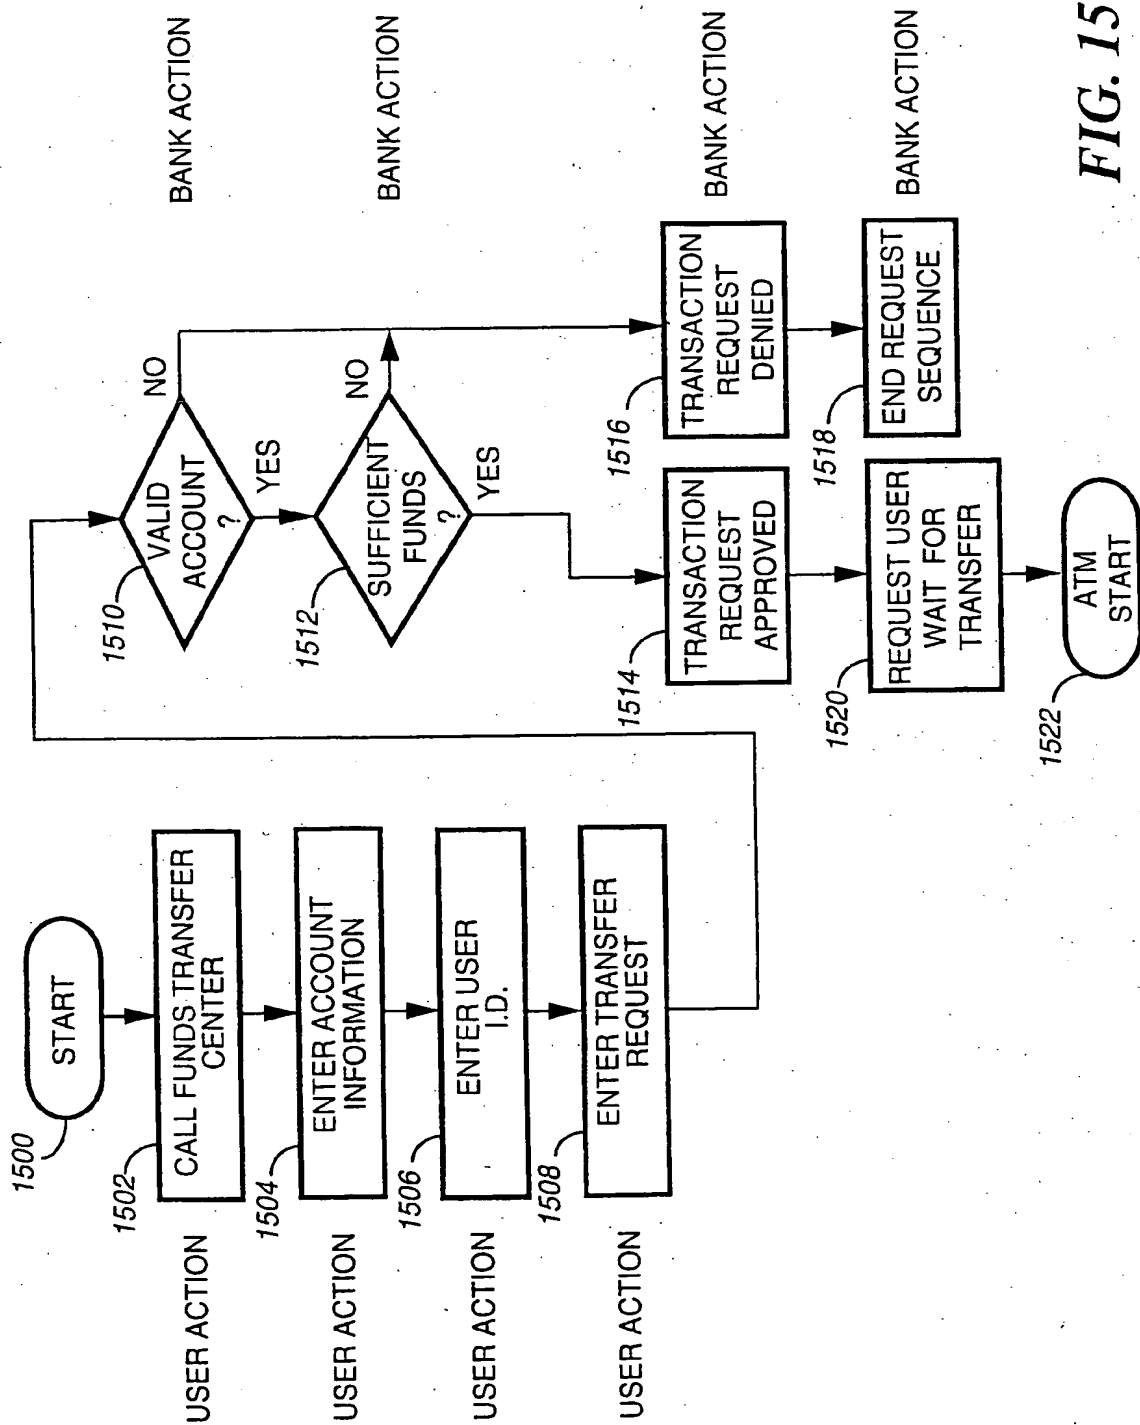 1500
START
USER ACTION
1502
CALL FUNDS TRANSFER
CENTER
USER ACTION
1504
ENTER ACCOUNT
INFORMATION
USER ACTION
1506
ENTER USER
I.D.
USER ACTION
1508
ENTER TRANSFER
REQUEST
1510
VALID
ACCOUNT
?
NO
YES
BANK ACTION
1512
SUFFICIENT
FUNDS
?
NO
YES
BANK ACTION
1514
TRANSACTION
REQUEST
APPROVED
1516
TRANSACTION
REQUEST
DENIED
BANK ACTION
1520
REQUEST USER
WAIT FOR
TRANSFER
1518
END REQUEST
SEQUENCE
BANK ACTION
1522
ATM
START
FIG. 15